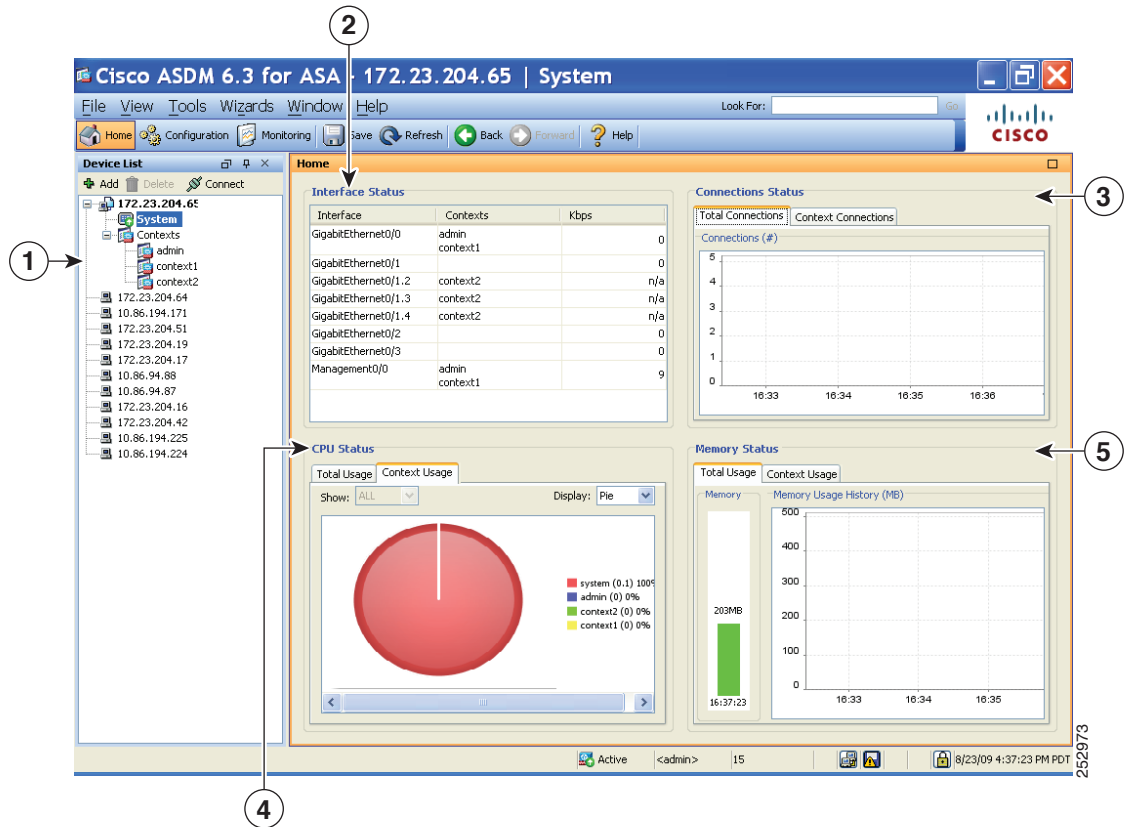 2
Cisco ASDM 6.3 for ASA - 172.23.204.65 | System
File View Tools Wizards Window Help
Look For:
Go
Home Configuration Monitoring Save Refresh Back Forward Help
CISCO
Device List
Add Delete Connect
172.23.204.65
System
Contexts
admin
context1
context2
172.23.204.64
10.86.194.171
172.23.204.51
172.23.204.19
172.23.204.17
10.86.94.88
10.86.94.87
172.23.204.16
172.23.204.42
10.86.194.225
10.86.194.224
1
Home
Interface Status
Interface Contexts Kbps
GigabitEthernet0/0 admin 0
context1
GigabitEthernet0/1 0
GigabitEthernet0/1.2 context2 n/a
GigabitEthernet0/1.3 context2 n/a
GigabitEthernet0/1.4 context2 n/a
GigabitEthernet0/2 0
GigabitEthernet0/3 0
Management0/0 admin 9
context1
Connections Status
3
Total Connections Context Connections
Connections (#)
5
4
3
2
1
0
16:33 16:34 16:35 16:36
CPU Status
Total Usage Context Usage
Show: ALL Display: Pie
system (0.1) 100%
admin (0) 0%
context2 (0) 0%
context1 (0) 0%
Memory Status
5
Total Usage Context Usage
Memory
203MB
16:37:23
Memory Usage History (MB)
500
400
300
200
100
0
16:33 16:34 16:35
Active <admin> 15 8/23/09 4:37:23 PM PDT
252973
4